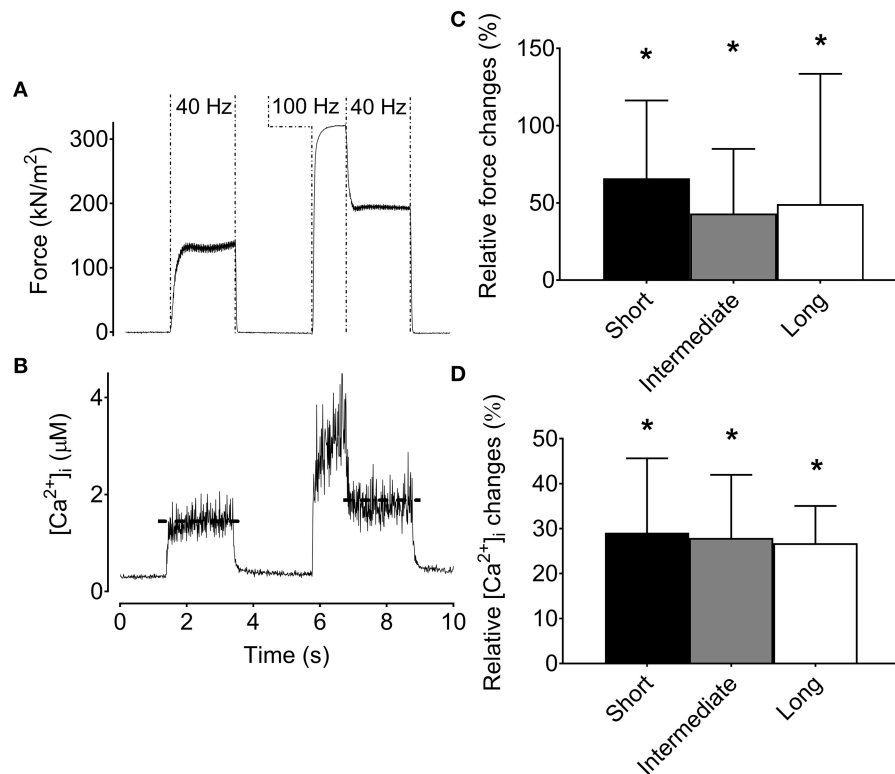 A
40 Hz 100 Hz 40 Hz
300
200
100
0
Force (kN/m²)
B
4
2
0
[Ca²⁺]ᵢ (μM)
0 2 4 6 8 10
Time (s)
C
150
100
50
0
Relative force changes (%)
* * *
Short Intermediate Long
D
50
40
30
20
10
0
Relative [Ca²⁺]ᵢ changes (%)
* * *
Short Intermediate Long